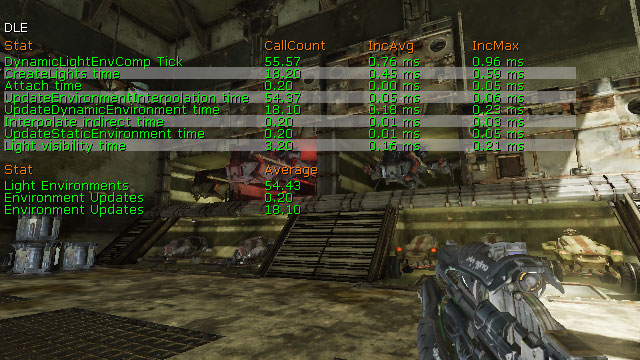 DLE
Stat CallCount IncAvg IncMax
DynamicLightEnvComp Tick 55.57 0.76 ms 0.96 ms
CreateLights time 18.20 0.45 ms 0.59 ms
Attach time 0.20 0.00 ms 0.05 ms
UpdateEnvironmentInterpolation time 54.37 0.05 ms 0.06 ms
UpdateDynamicEnvironment time 18.10 0.18 ms 0.23 ms
Interpolate indirect time 0.20 0.01 ms 0.03 ms
UpdateStaticEnvironment time 0.20 0.01 ms 0.05 ms
Light visibility time 3.20 0.16 ms 0.21 ms
Stat Average
Light Environments 54.43
Environment Updates 0.20
Environment Updates 18.10